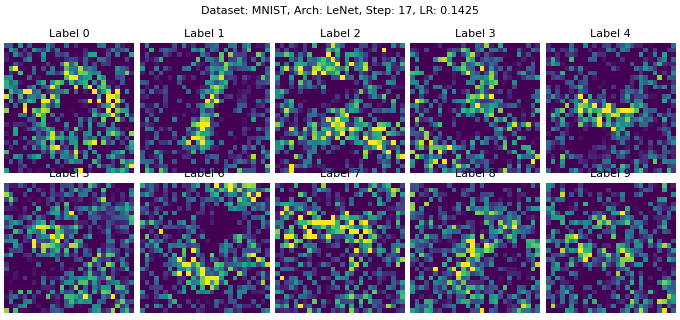 Dataset: MNIST, Arch: LeNet, Step: 17, LR: 0.1425
Label 0
Label 1
Label 2
Label 3
Label 4
Label 5
Label 6
Label 7
Label 8
Label 9